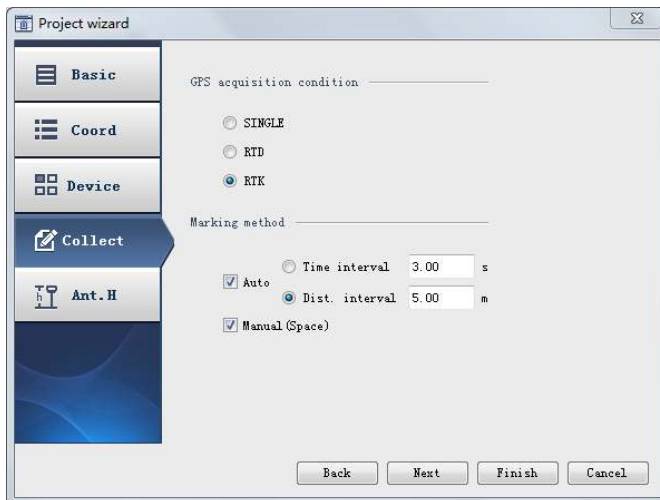 Project wizard
Basic
Coord
Device
Collect
Ant.H
GPS acquisition condition
SINGLE
RTD
RTK
Marking method
Auto
Time interval 3.00 s
Dist. interval 5.00 m
Manual(Space)
Back Next Finish Cancel